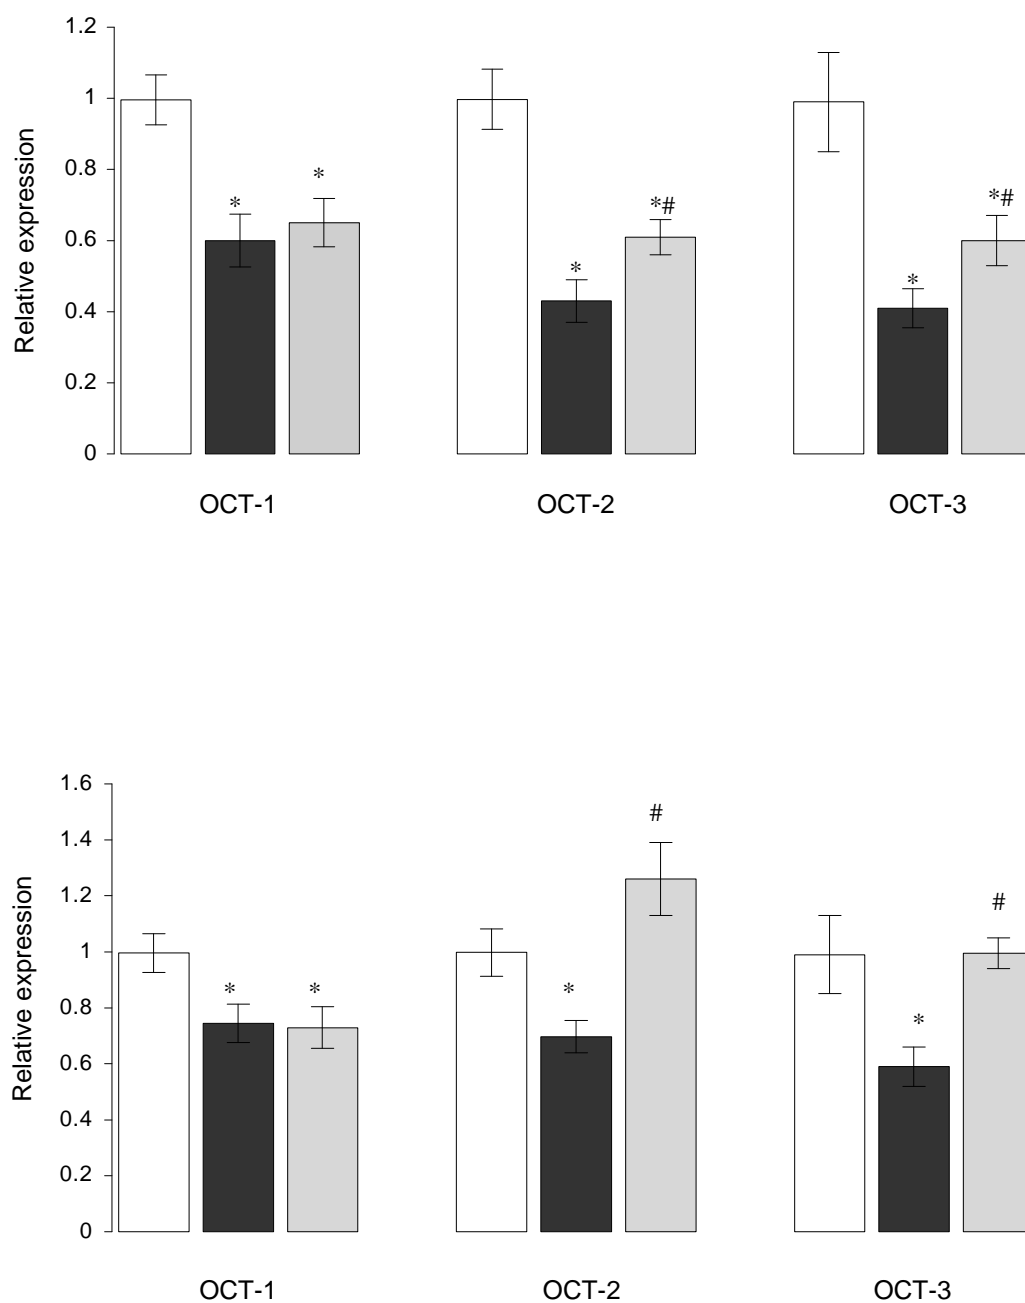 1.2
1
0.8
0.6
0.4
0.2
0
Relative expression
* * * *# * *#
OCT-1 OCT-2 OCT-3
1.6
1.4
1.2
1
0.8
0.6
0.4
0.2
0
Relative expression
* * * # * #
OCT-1 OCT-2 OCT-3